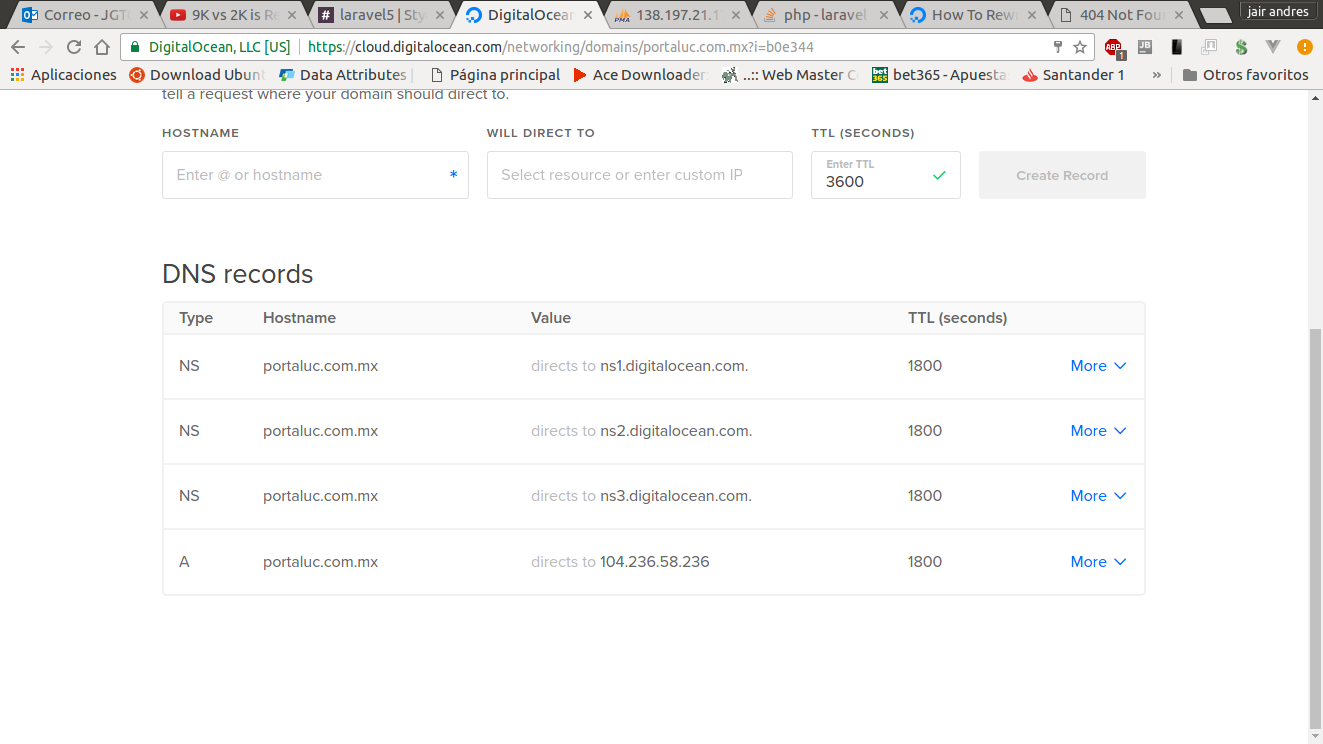 Correo - JGT
9K vs 2K is Re
# laravel5 | Sty
DigitalOcean
138.197.21.1
php - laravel
How To Rew
404 Not Fou
jair andres
DigitalOcean, LLC [US] https://cloud.digitalocean.com/networking/domains/portaluc.com.mx?i=b0e344
Aplicaciones Download Ubunt Data Attributes Página principal Ace Downloader: ..:: Web Master C bet365 - Apuesta Santander 1 » Otros favoritos
tell a request where your domain should direct to.
HOSTNAME WILL DIRECT TO TTL (SECONDS)
Enter @ or hostname * Select resource or enter custom IP Enter TTL
3600 Create Record
DNS records
Type Hostname Value TTL (seconds)
NS portaluc.com.mx directs to ns1.digitalocean.com. 1800 More
NS portaluc.com.mx directs to ns2.digitalocean.com. 1800 More
NS portaluc.com.mx directs to ns3.digitalocean.com. 1800 More
A portaluc.com.mx directs to 104.236.58.236 1800 More